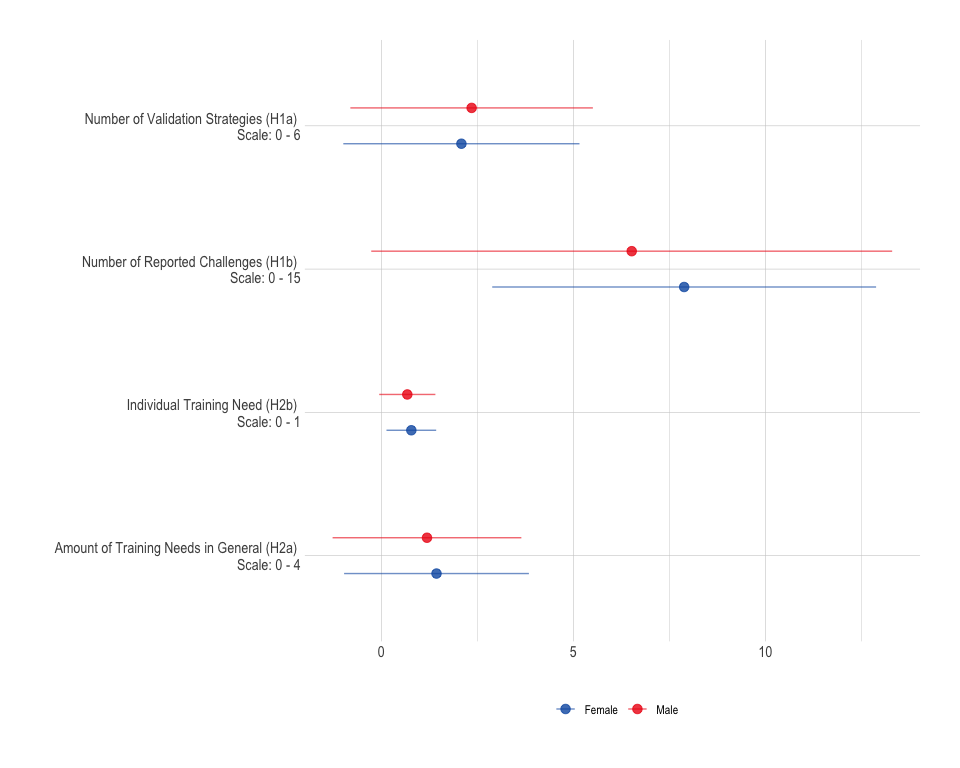 Number of Validation Strategies (H1a)
Scale: 0 - 6
Number of Reported Challenges (H1b)
Scale: 0 - 15
Individual Training Need (H2b)
Scale: 0 - 1
Amount of Training Needs in General (H2a)
Scale: 0 - 4
0 5 10
Female Male